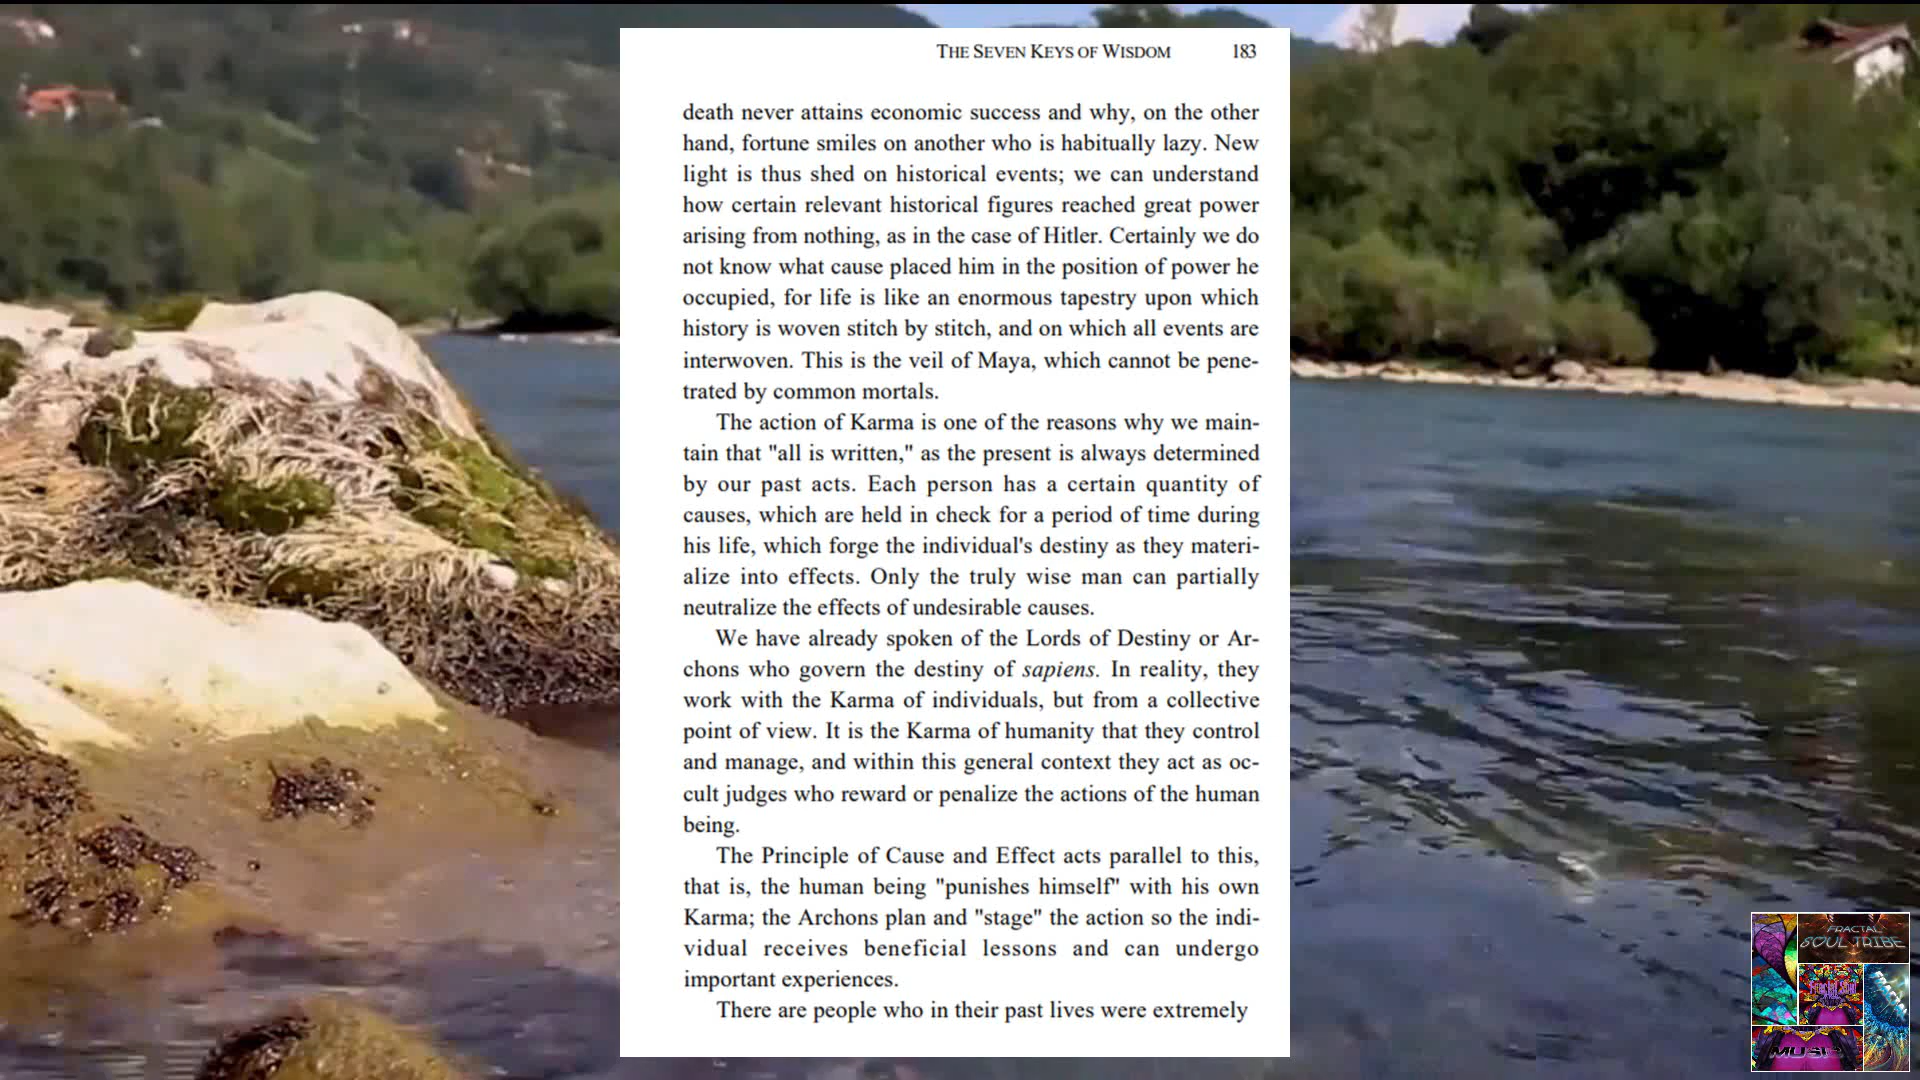 THE SEVEN KEYS OF WISDOM 183
death never attains economic success and why, on the other
hand, fortune smiles on another who is habitually lazy. New
light is thus shed on historical events; we can understand
how certain relevant historical figures reached great power
arising from nothing, as in the case of Hitler. Certainly we do
not know what cause placed him in the position of power he
occupied, for life is like an enormous tapestry upon which
history is woven stitch by stitch, and on which all events are
interwoven. This is the veil of Maya, which cannot be pene-
trated by common mortals.
The action of Karma is one of the reasons why we main-
tain that "all is written," as the present is always determined
by our past acts. Each person has a certain quantity of
causes, which are held in check for a period of time during
his life, which forge the individual's destiny as they materi-
alize into effects. Only the truly wise man can partially
neutralize the effects of undesirable causes.
We have already spoken of the Lords of Destiny or Ar-
chons who govern the destiny of sapiens. In reality, they
work with the Karma of individuals, but from a collective
point of view. It is the Karma of humanity that they control
and manage, and within this general context they act as oc-
cult judges who reward or penalize the actions of the human
being.
The Principle of Cause and Effect acts parallel to this,
that is, the human being "punishes himself" with his own
Karma; the Archons plan and "stage" the action so the indi-
vidual receives beneficial lessons and can undergo
important experiences.
There are people who in their past lives were extremely
FRACTAL
SOUL TRIBE
Fractal Soul
MUSIC